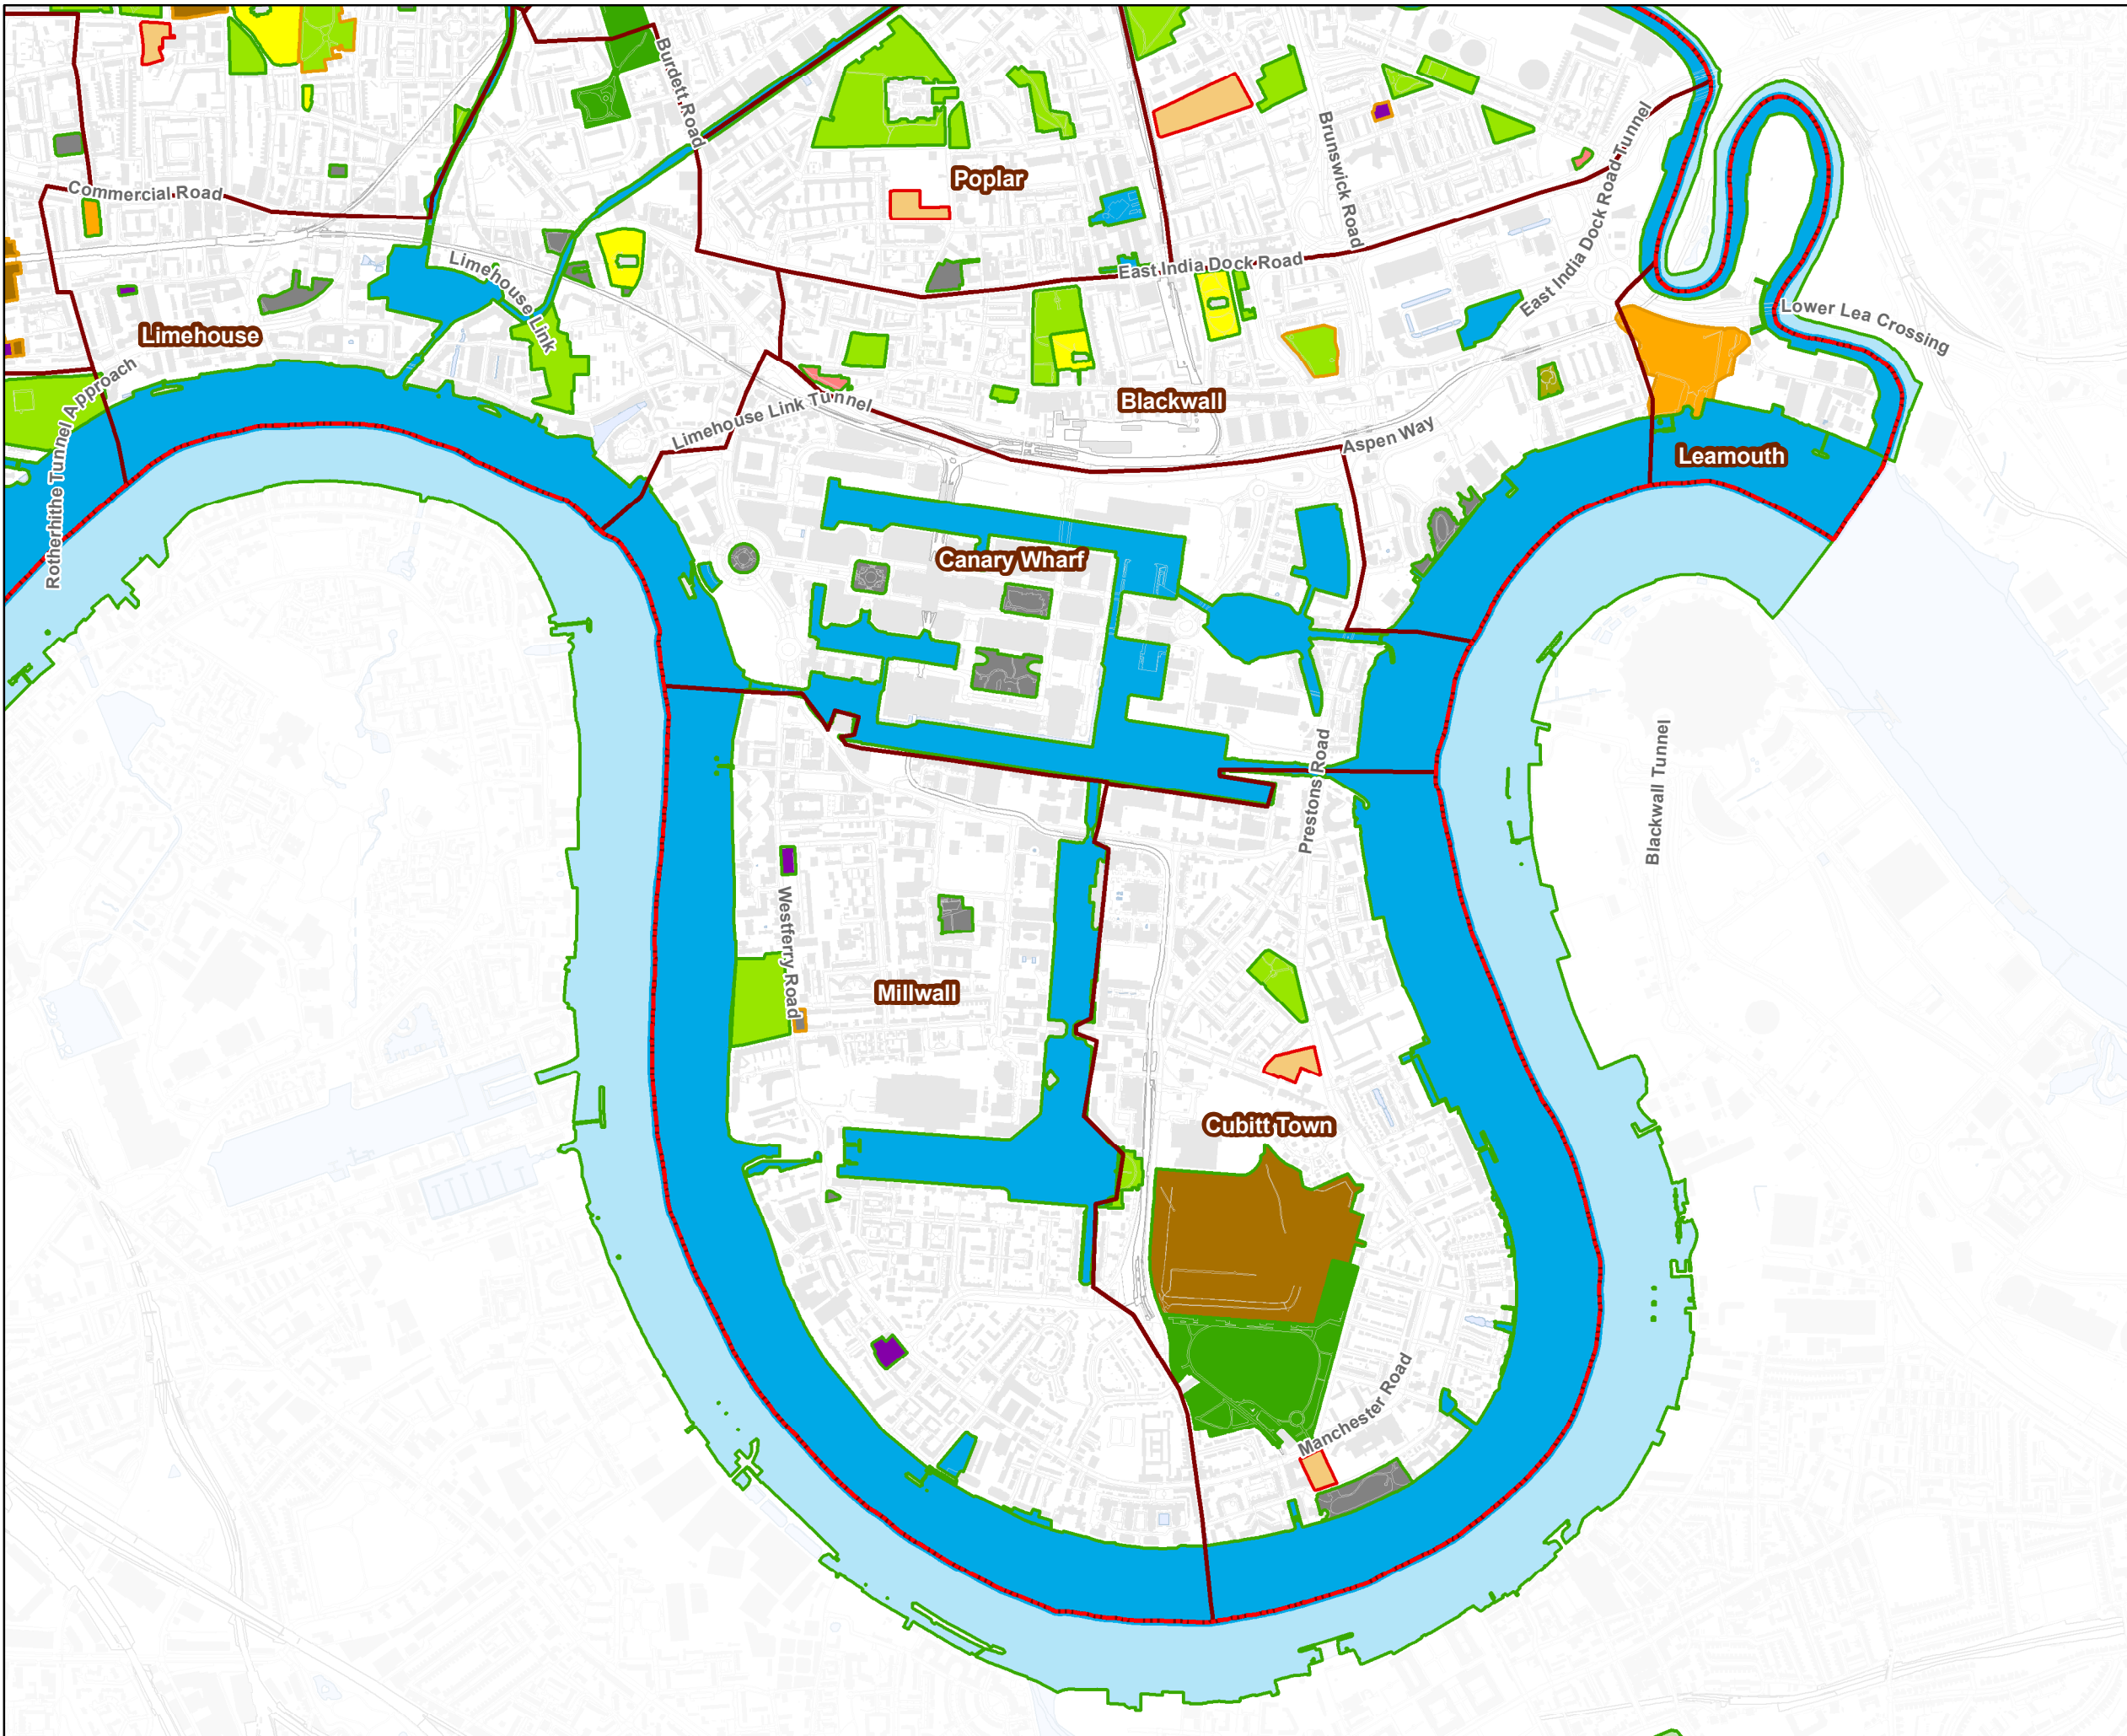 Burdett Road
Poplar
Brunswick Road
East India Dock Road Tunnel
Commercial Road
Limehouse Link
East India Dock Road
Lower Lea Crossing
Limehouse
Rotherhithe Tunnel Approach
Limehouse Link Tunnel
Blackwall
Aspen Way
Leamouth
Canary Wharf
Prestons Road
Blackwall Tunnel
Westferry Road
Millwall
Cubitt Town
Manchester Road